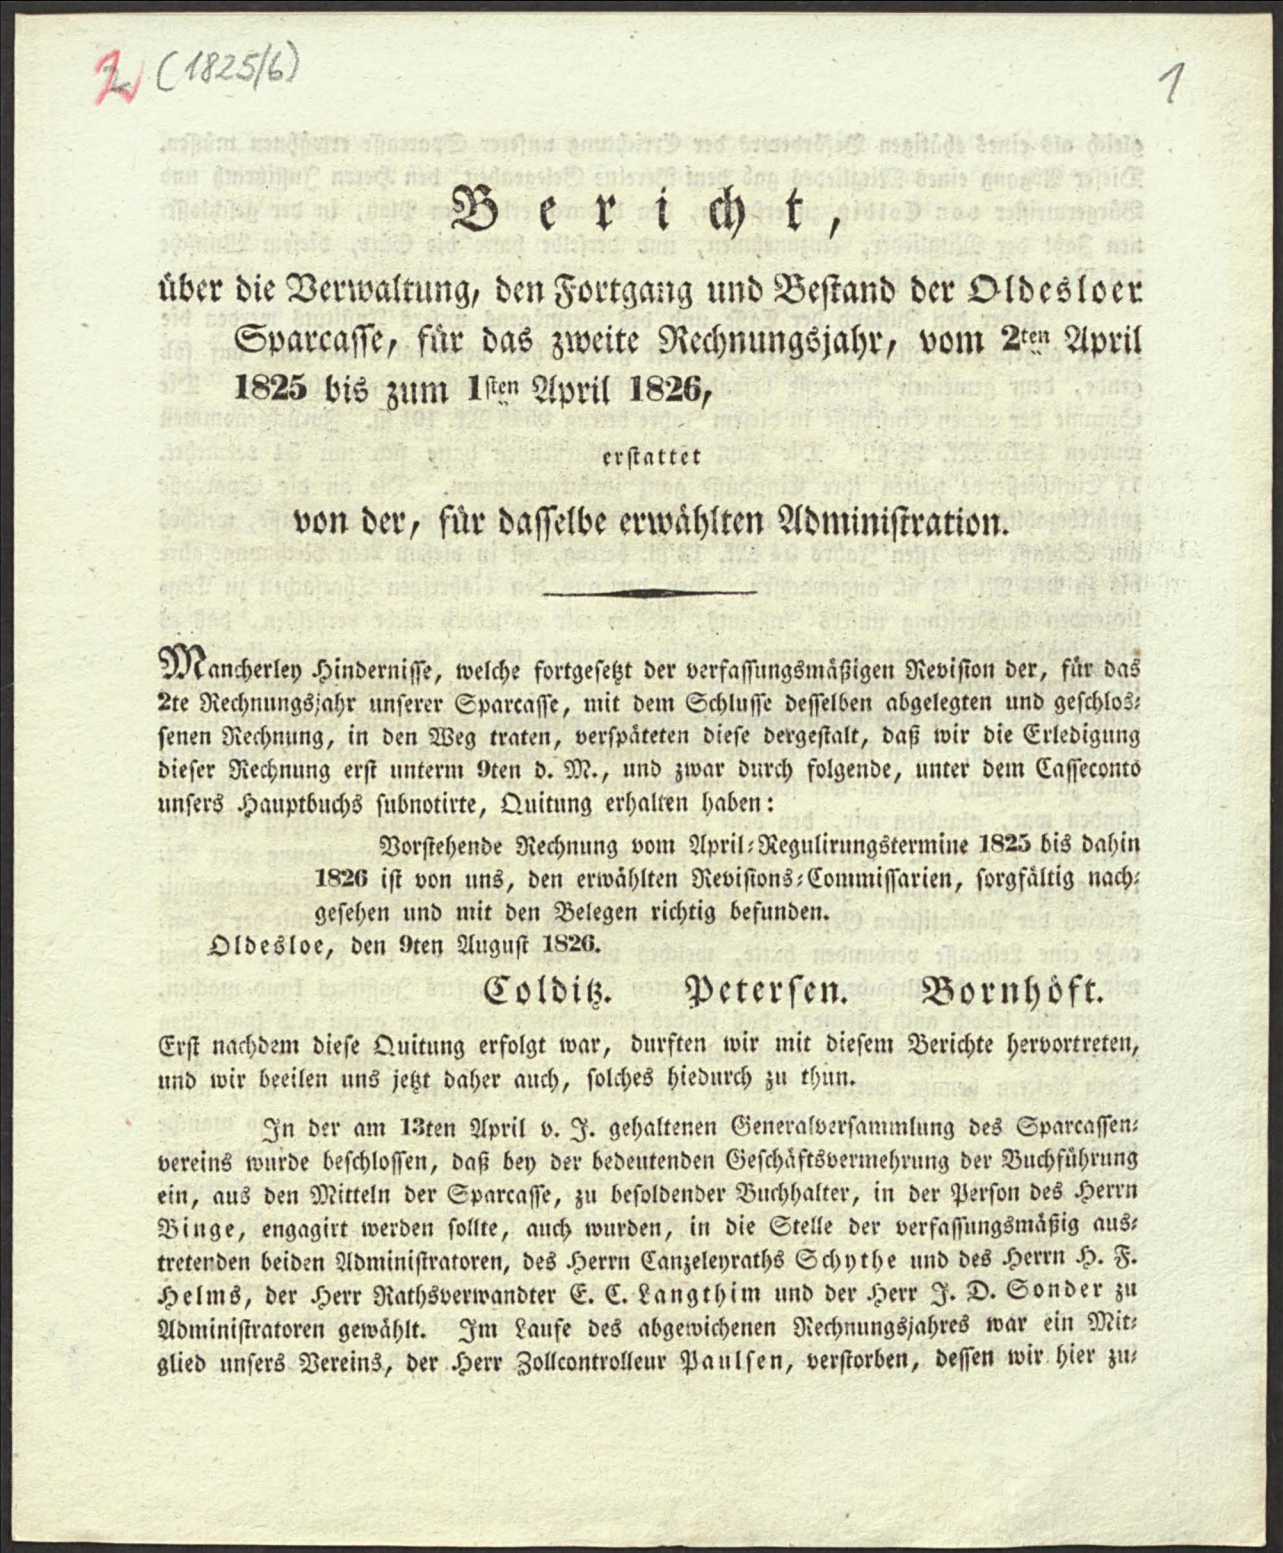 2 (1825/6)
1
Bericht,
über die Verwaltung, den Fortgang und Bestand der Oldesloer
Sparcasse, für das zweite Rechnungsjahr, vom 2ten April
1825 bis zum 1sten April 1826,
erstattet
von der, für dasselbe erwählten Administration.
Mancherley Hindernisse, welche fortgesetzt der verfassungsmäßigen Revision der, für das
2te Rechnungsjahr unserer Sparcasse, mit dem Schlusse desselben abgelegten und geschlos-
senen Rechnung, in den Weg traten, verspäteten diese dergestalt, daß wir die Erledigung
dieser Rechnung erst unterm 9ten d. M., und zwar durch folgende, unter dem Casseconto
unsers Hauptbuchs subnotirte, Quitung erhalten haben:
Vorstehende Rechnung vom April-Regulirungstermine 1825 bis dahin
1826 ist von uns, den erwählten Revisions-Commissarien, sorgfältig nach-
gesehen und mit den Belegen richtig befunden.
Oldesloe, den 9ten August 1826.
Colditz. Petersen. Bornhöft.
Erst nachdem diese Quitung erfolgt war, durften wir mit diesem Berichte hervortreten,
und wir beeilen uns jetzt daher auch, solches hiedurch zu thun.
In der am 13ten April v. J. gehaltenen Generalversammlung des Sparcassen-
vereins wurde beschlossen, daß bey der bedeutenden Geschäftsvermehrung der Buchführung
ein, aus den Mitteln der Sparcasse, zu besoldender Buchhalter, in der Person des Herrn
Binge, engagirt werden sollte, auch wurden, in die Stelle der verfassungsmäßig aus-
tretenden beiden Administratoren, des Herrn Canzeleyraths Schythe und des Herrn H. F.
Helms, der Herr Rathsverwandter E. C. Langthim und der Herr J. D. Sonder zu
Administratoren gewählt. Im Laufe des abgewichenen Rechnungsjahres war ein Mit-
glied unsers Vereins, der Herr Zollcontrolleur Paulsen, verstorben, dessen wir hier zu-